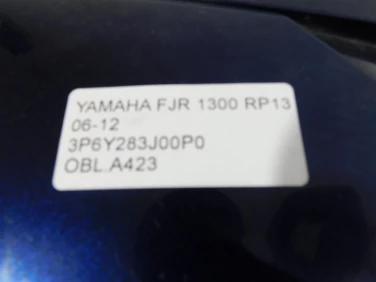 YAMAHA FJR 1300 RP13
06-12
3P6Y283J00P0
OBL.A423